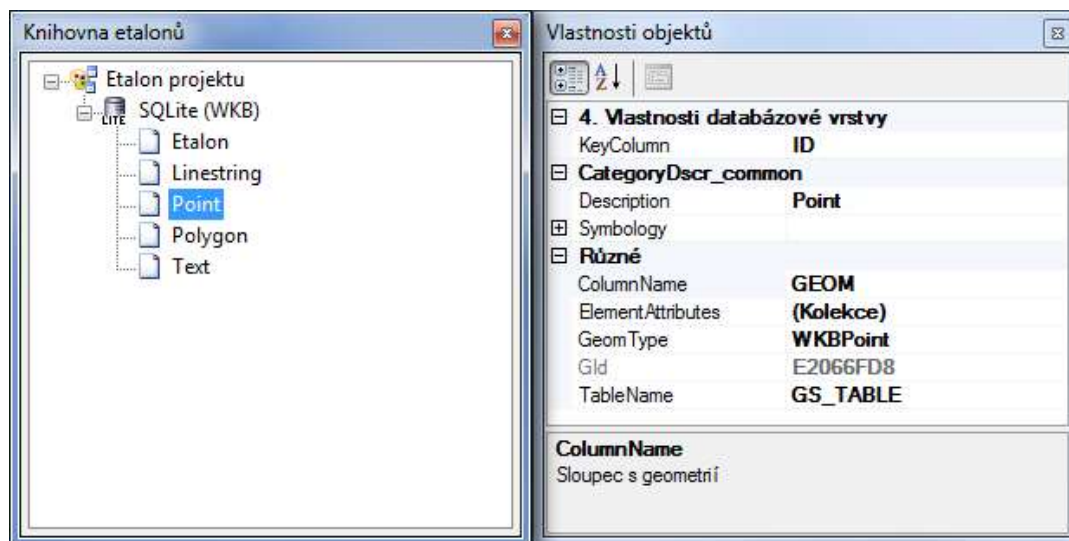 Knihovna etalonů
Etalon projektu
LITE SQLite (WKB)
Etalon
Linestring
Point
Polygon
Text
Vlastnosti objektů
A Z
4. Vlastnosti databázové vrstvy
KeyColumn ID
CategoryDscr_common
Description Point
Symbology
Různé
ColumnName GEOM
ElementAttributes (Kolekce)
GeomType WKBPoint
GId E2066FD8
TableName GS_TABLE
ColumnName
Sloupec s geometrií